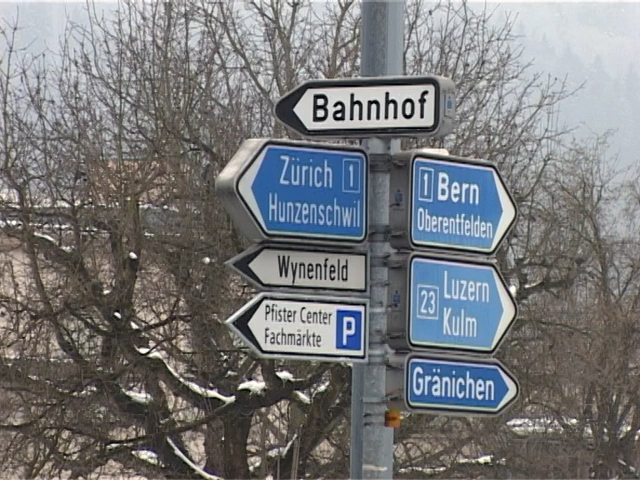 Bahnhof
Zürich 1
Hunzenschwil
1 Bern
Oberentfelden
Wynenfeld
23 Luzern
Kulm
Pfister Center
Fachmärkte P
Gränichen